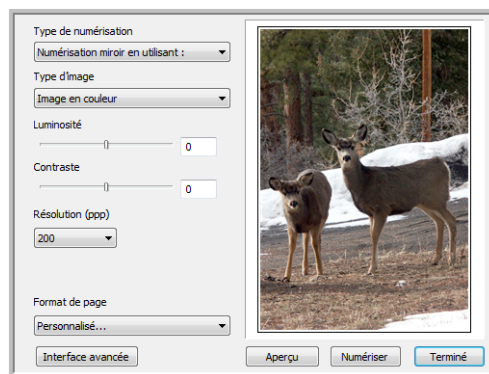 Type de numérisation
Numérisation miroir en utilisant :
Type d'image
Image en couleur
Luminosité
0
Contraste
0
Résolution (ppp)
200
Format de page
Personnalisé...
Interface avancée
Aperçu
Numériser
Terminé